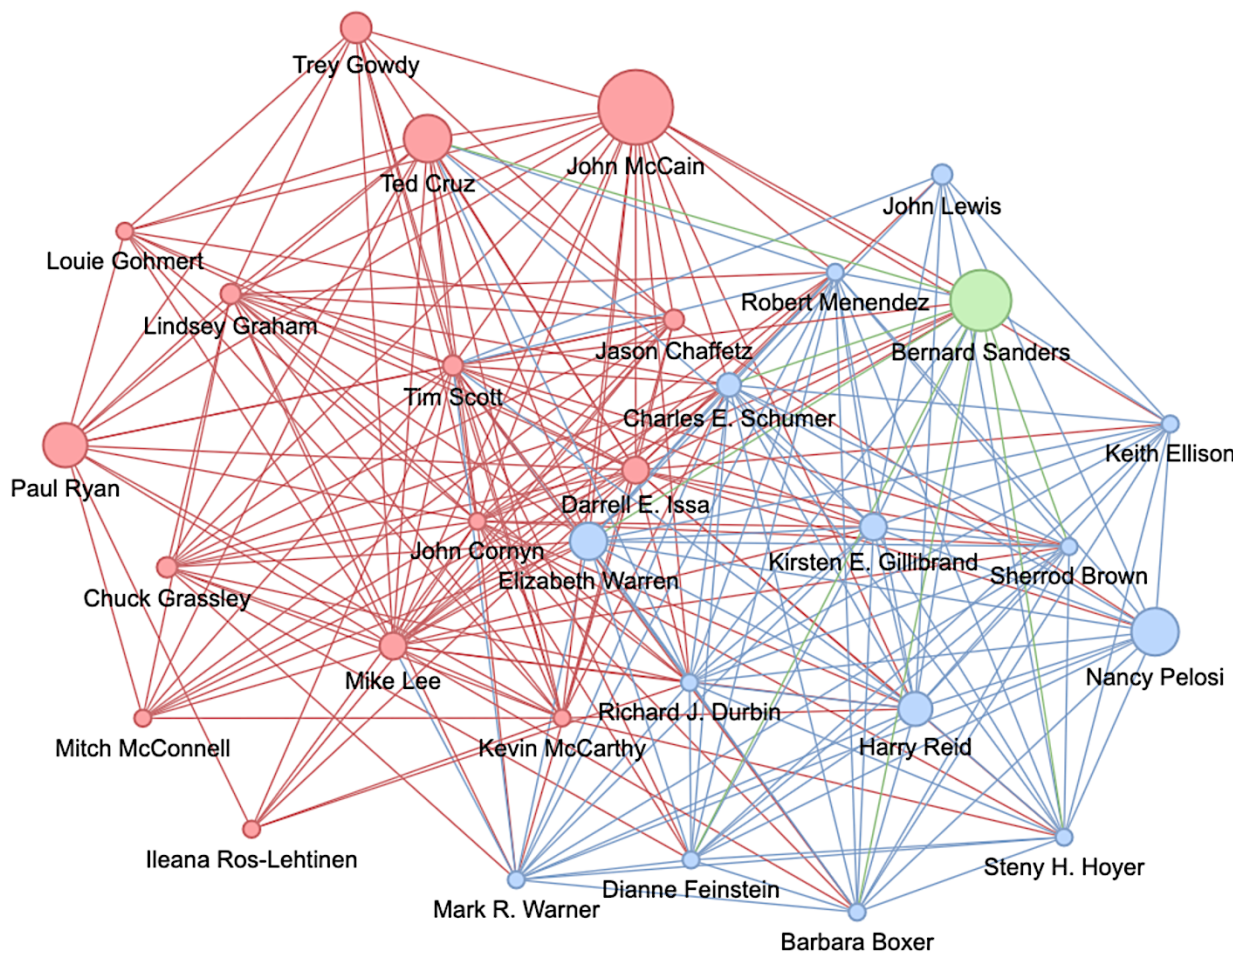 Trey Gowdy
John McCain
Ted Cruz
John Lewis
Louie Gohmert
Robert Menendez
Lindsey Graham
Jason Chaffetz
Bernard Sanders
Tim Scott
Charles E. Schumer
Keith Ellison
Paul Ryan
Darrell E. Issa
John Cornyn
Kirsten E. Gillibrand
Elizabeth Warren
Sherrod Brown
Chuck Grassley
Nancy Pelosi
Mike Lee
Richard J. Durbin
Mitch McConnell
Kevin McCarthy
Harry Reid
Ileana Ros-Lehtinen
Steny H. Hoyer
Dianne Feinstein
Mark R. Warner
Barbara Boxer